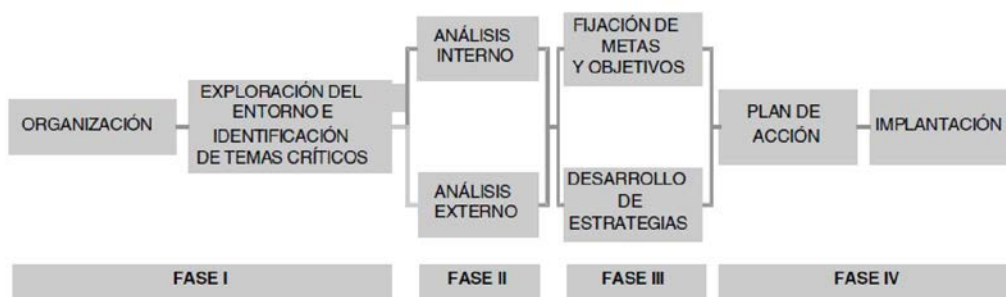 ORGANIZACIÓN
EXPLORACIÓN DEL
ENTORNO E
IDENTIFICACIÓN
DE TEMAS CRÍTICOS
ANÁLISIS
INTERNO
ANÁLISIS
EXTERNO
FIJACIÓN DE
METAS
Y OBJETIVOS
DESARROLLO
DE
ESTRATEGIAS
PLAN DE
ACCIÓN
IMPLANTACIÓN
FASE I
FASE II
FASE III
FASE IV